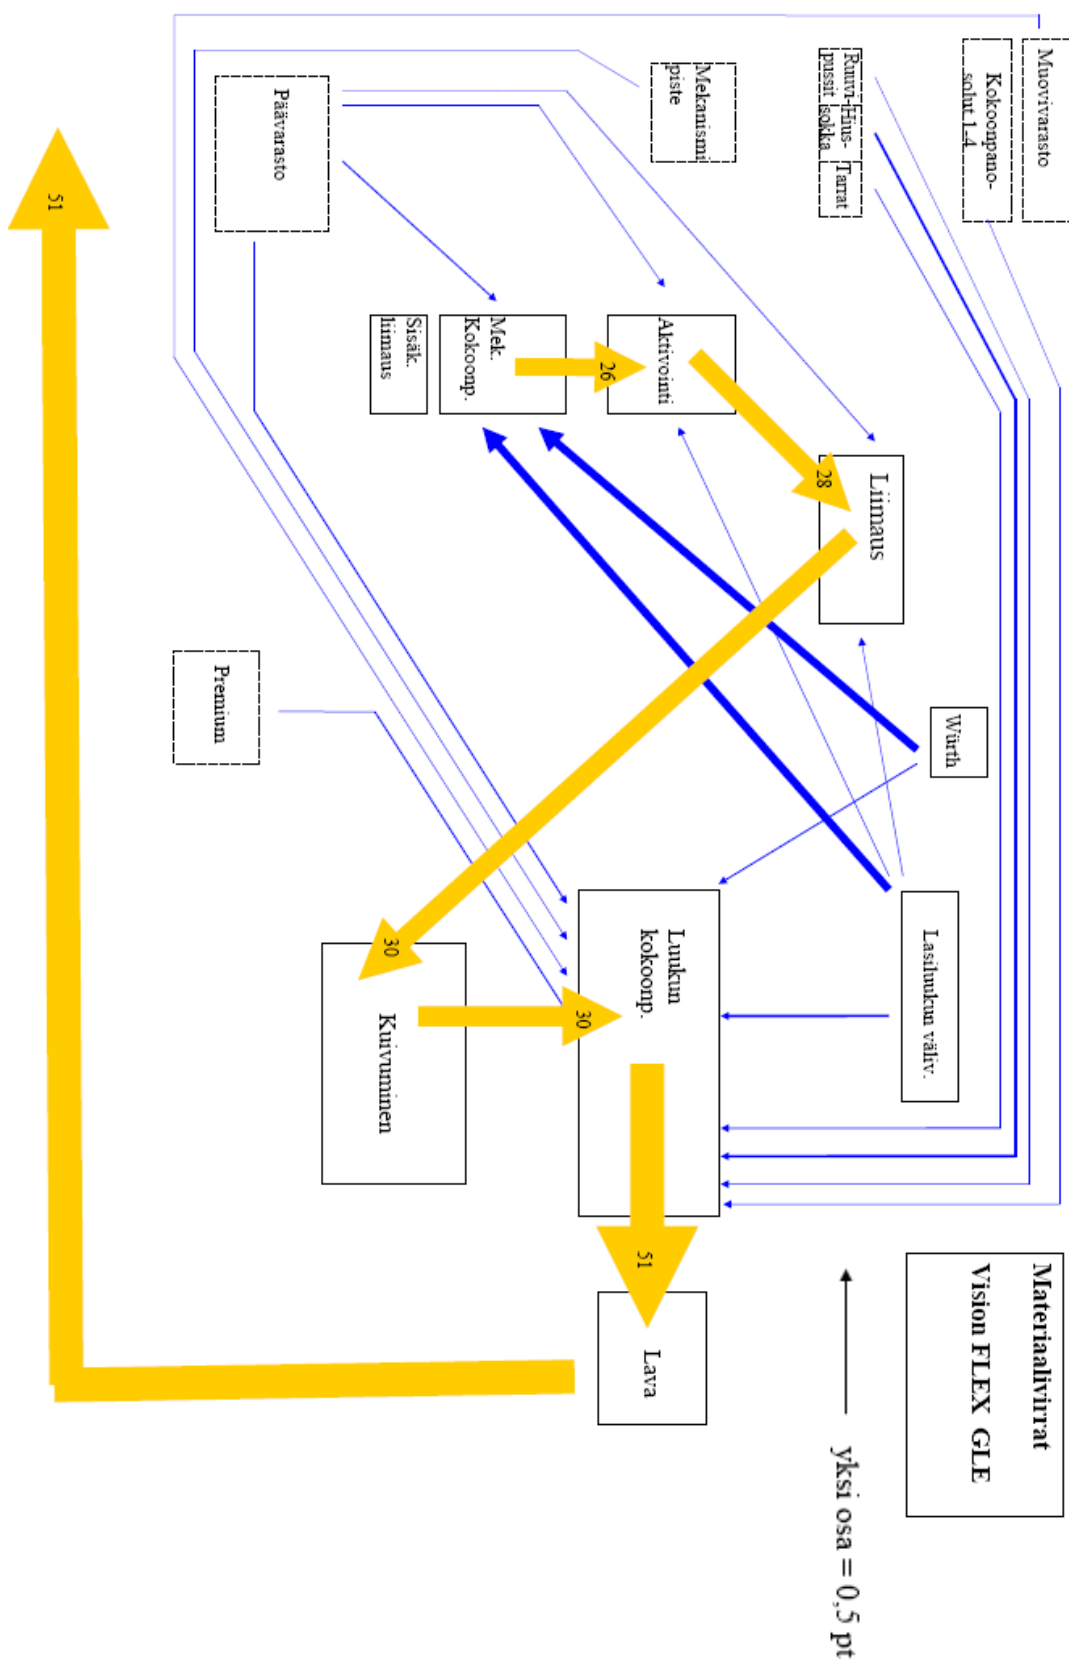 Muovivarasto
Kokoonpano-
solut 1-4
Materiaalivirrat
Vision FLEX GLE
Würth
Lasiluukun väliv.
Ruuvi-
pussit
Hius-
sokka
Tarrat
Liimaus
yksi osa = 0,5 pt
28
Mekanismi
piste
Aktivointi
Luukun
kokoonp.
Lava
51
26
30
Mek.
Kokoonp.
Sisäk.
liimaus
30
Kuivuminen
Päävarasto
Premium
51